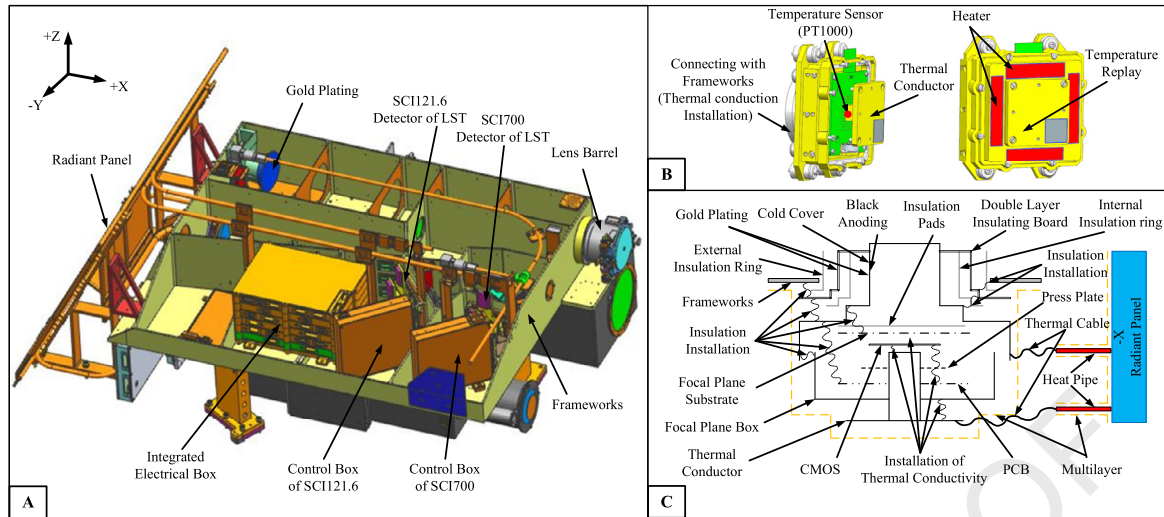 +Z
+X
-Y
Gold Plating
SCI121.6
Detector of LST
SCI700
Detector of LST
Lens Barrel
Radiant Panel
Frameworks
Integrated
Electrical Box
Control Box
of SCI121.6
Control Box
of SCI700
A
Temperature Sensor
(PT1000)
Heater
Connecting with
Frameworks
(Thermal conduction
Installation)
Thermal
Conductor
Temperature
Replay
B
Gold Plating
Cold Cover
Black
Anoding
Insulation
Pads
Double Layer
Insulating Board
Internal
Insulation ring
External
Insulation Ring
Insulation
Installation
Frameworks
Press Plate
Thermal Cable
Insulation
Installation
-X
Radiant Panel
Focal Plane
Substrate
Heat Pipe
Focal Plane Box
Thermal
Conductor
CMOS
Installation of
Thermal Conductivity
PCB
Multilayer
C